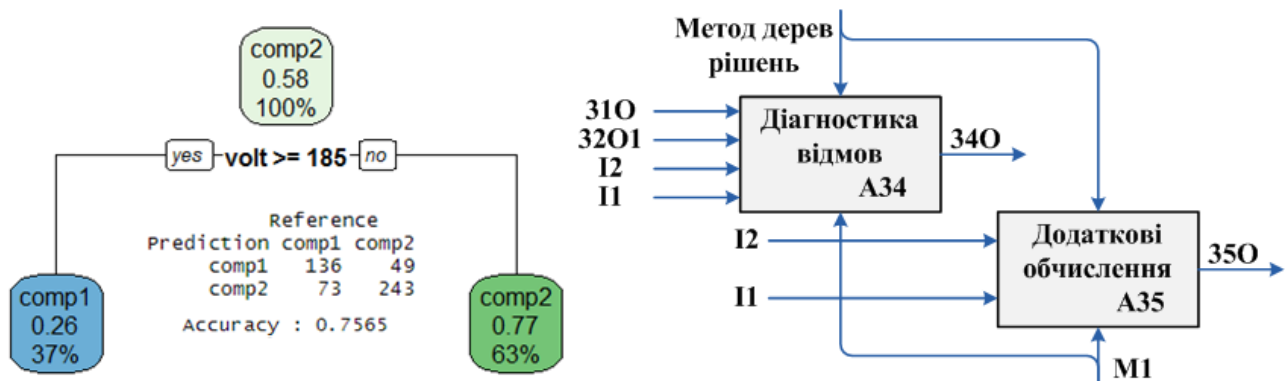 comp2
0.58
100%
yes volt >= 185 no
Reference
Prediction comp1 comp2
comp1 136 49
comp2 73 243
Accuracy : 0.7565
comp1
0.26
37%
comp2
0.77
63%
Метод дерев
рішень
31O
32O1
I2
I1
Діагностика
відмов
A34
34O
I2
I1
Додаткові
обчислення
A35
35O
M1